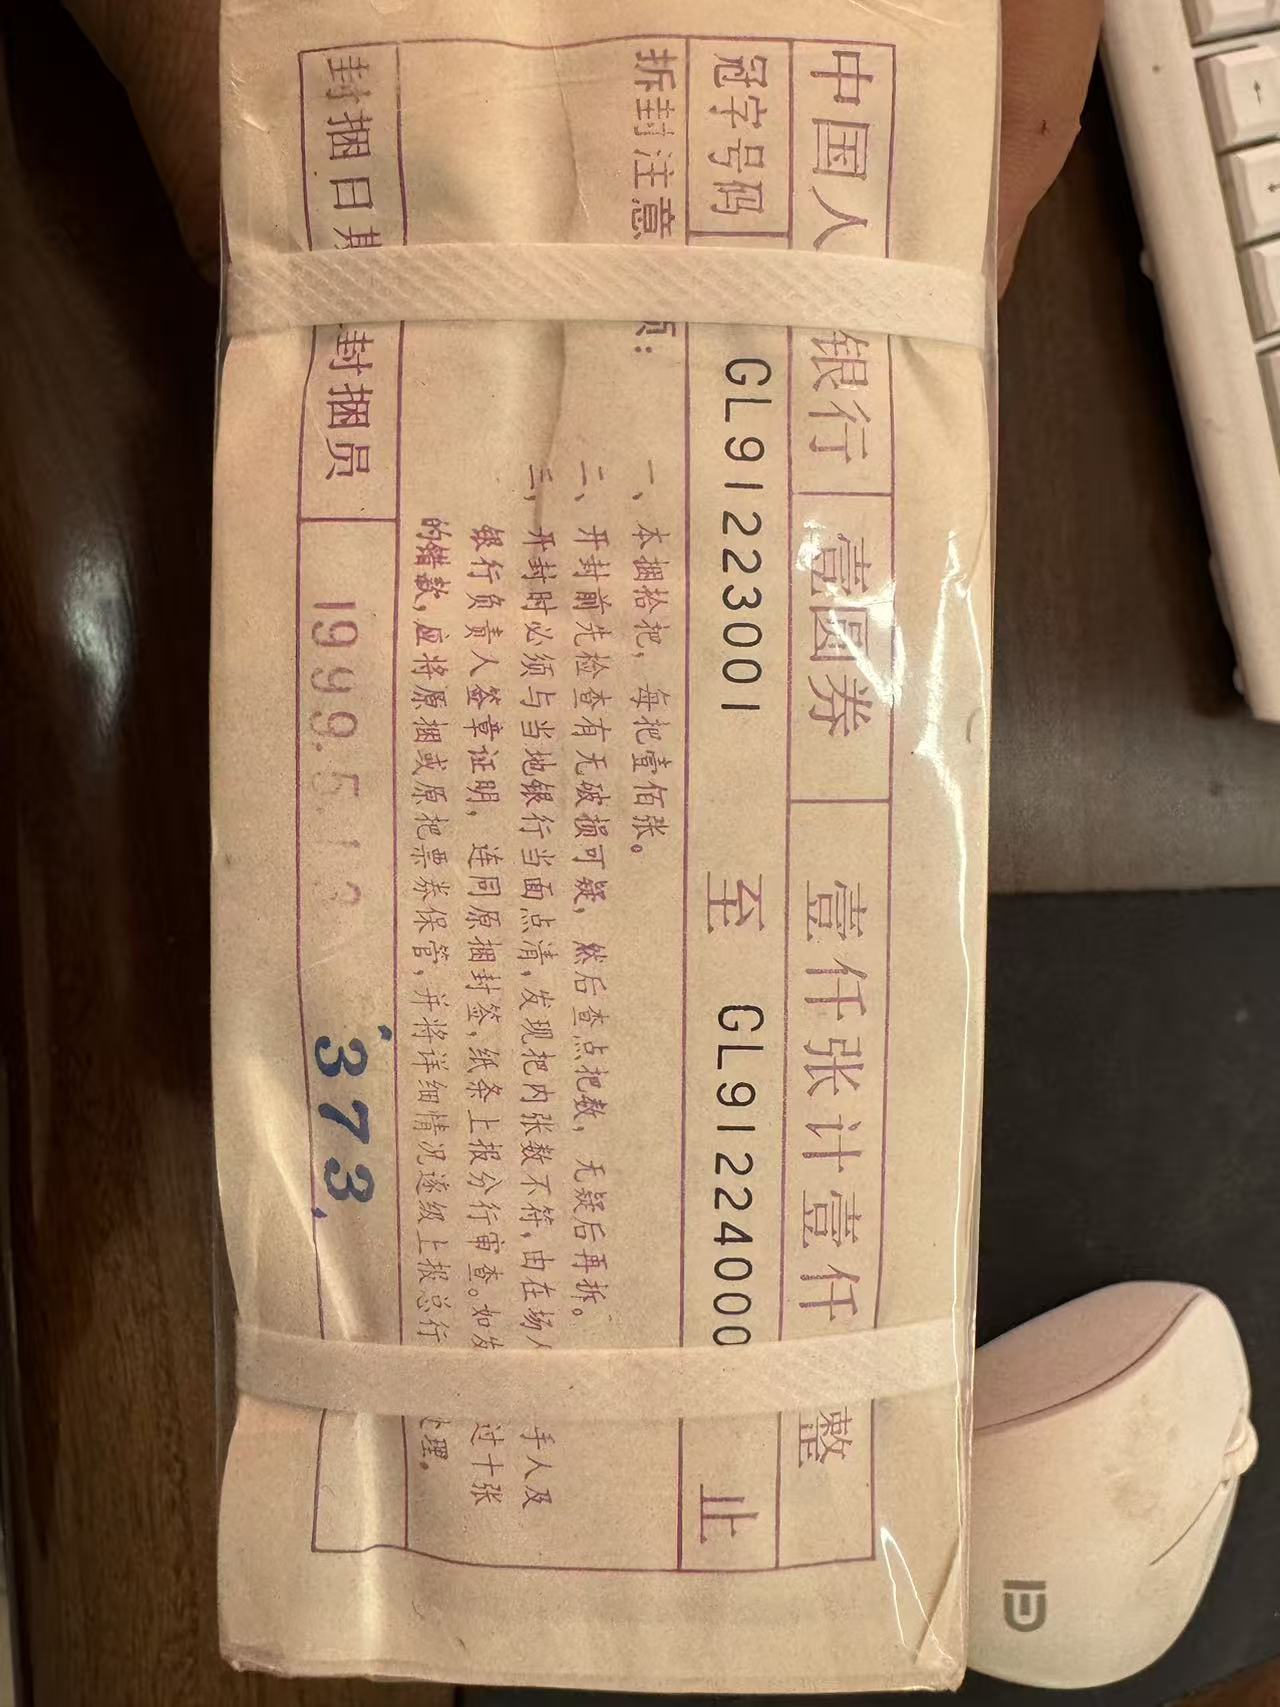 中国人 银行 壹圆券 壹仟张计壹仟 整
冠字号码 GL91223001 至 GL91224000 止
拆封注意 项：
一、本捆拾把，每把壹佰张。
二、开封前先检查有无破损可疑，然后查点把数，无疑后再拆。
三、开封时必须与当地银行当面点清，发现把内张数不符，由在场 手人及
银行负责人签章证明，连同原捆封签，纸条上报分行审查。如发 过十张
的错款，应将原捆或原把票券保管，并将详细情况逐级上报总行 理。
封捆日期 封捆员 1999.5.12 373